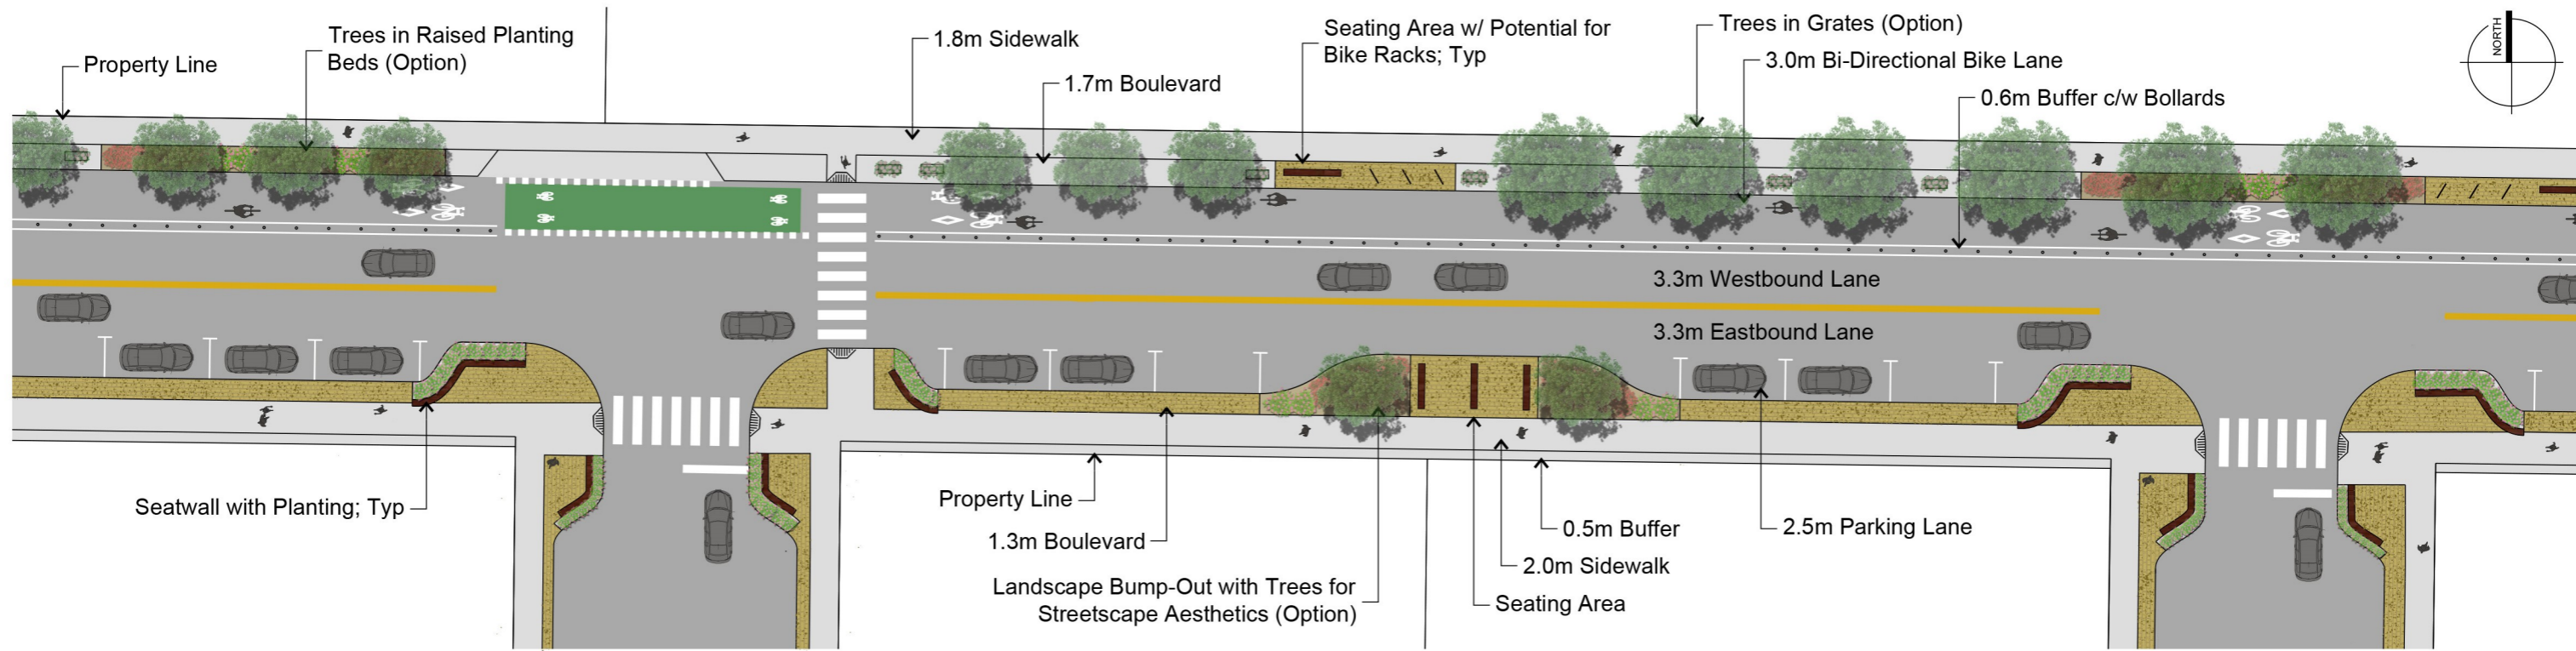 Property Line
Trees in Raised Planting
Beds (Option)
1.8m Sidewalk
1.7m Boulevard
Seating Area w/ Potential for
Bike Racks; Typ
Trees in Grates (Option)
3.0m Bi-Directional Bike Lane
0.6m Buffer c/w Bollards
NORTH
3.3m Westbound Lane
3.3m Eastbound Lane
Seatwall with Planting; Typ
Property Line
1.3m Boulevard
Landscape Bump-Out with Trees for
Streetscape Aesthetics (Option)
0.5m Buffer
2.0m Sidewalk
Seating Area
2.5m Parking Lane